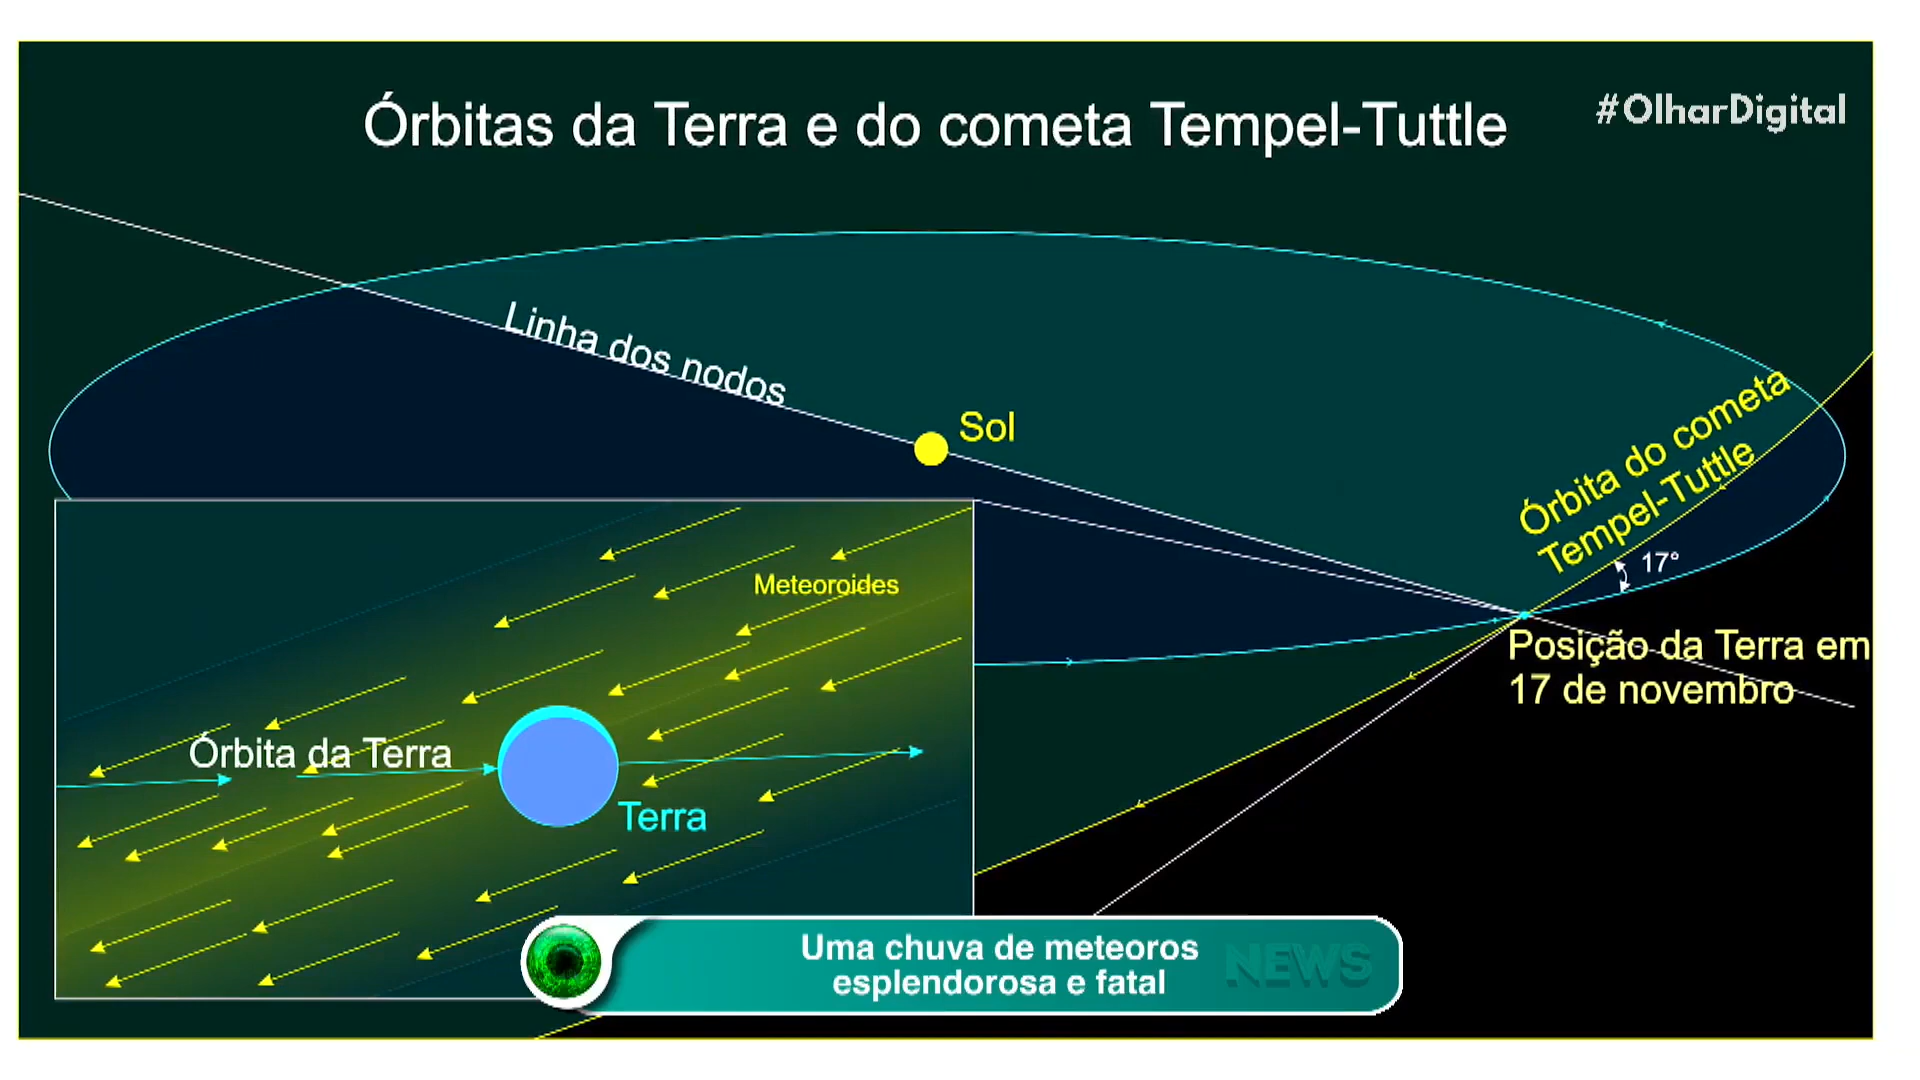 Órbitas da Terra e do cometa Tempel-Tuttle
#OlharDigital
Linha dos nodos
Sol
Órbita do cometa
Tempel-Tuttle
17°
Posição da Terra em
17 de novembro
Meteoroides
Órbita da Terra
Terra
Uma chuva de meteoros
esplendorosa e fatal
NEWS